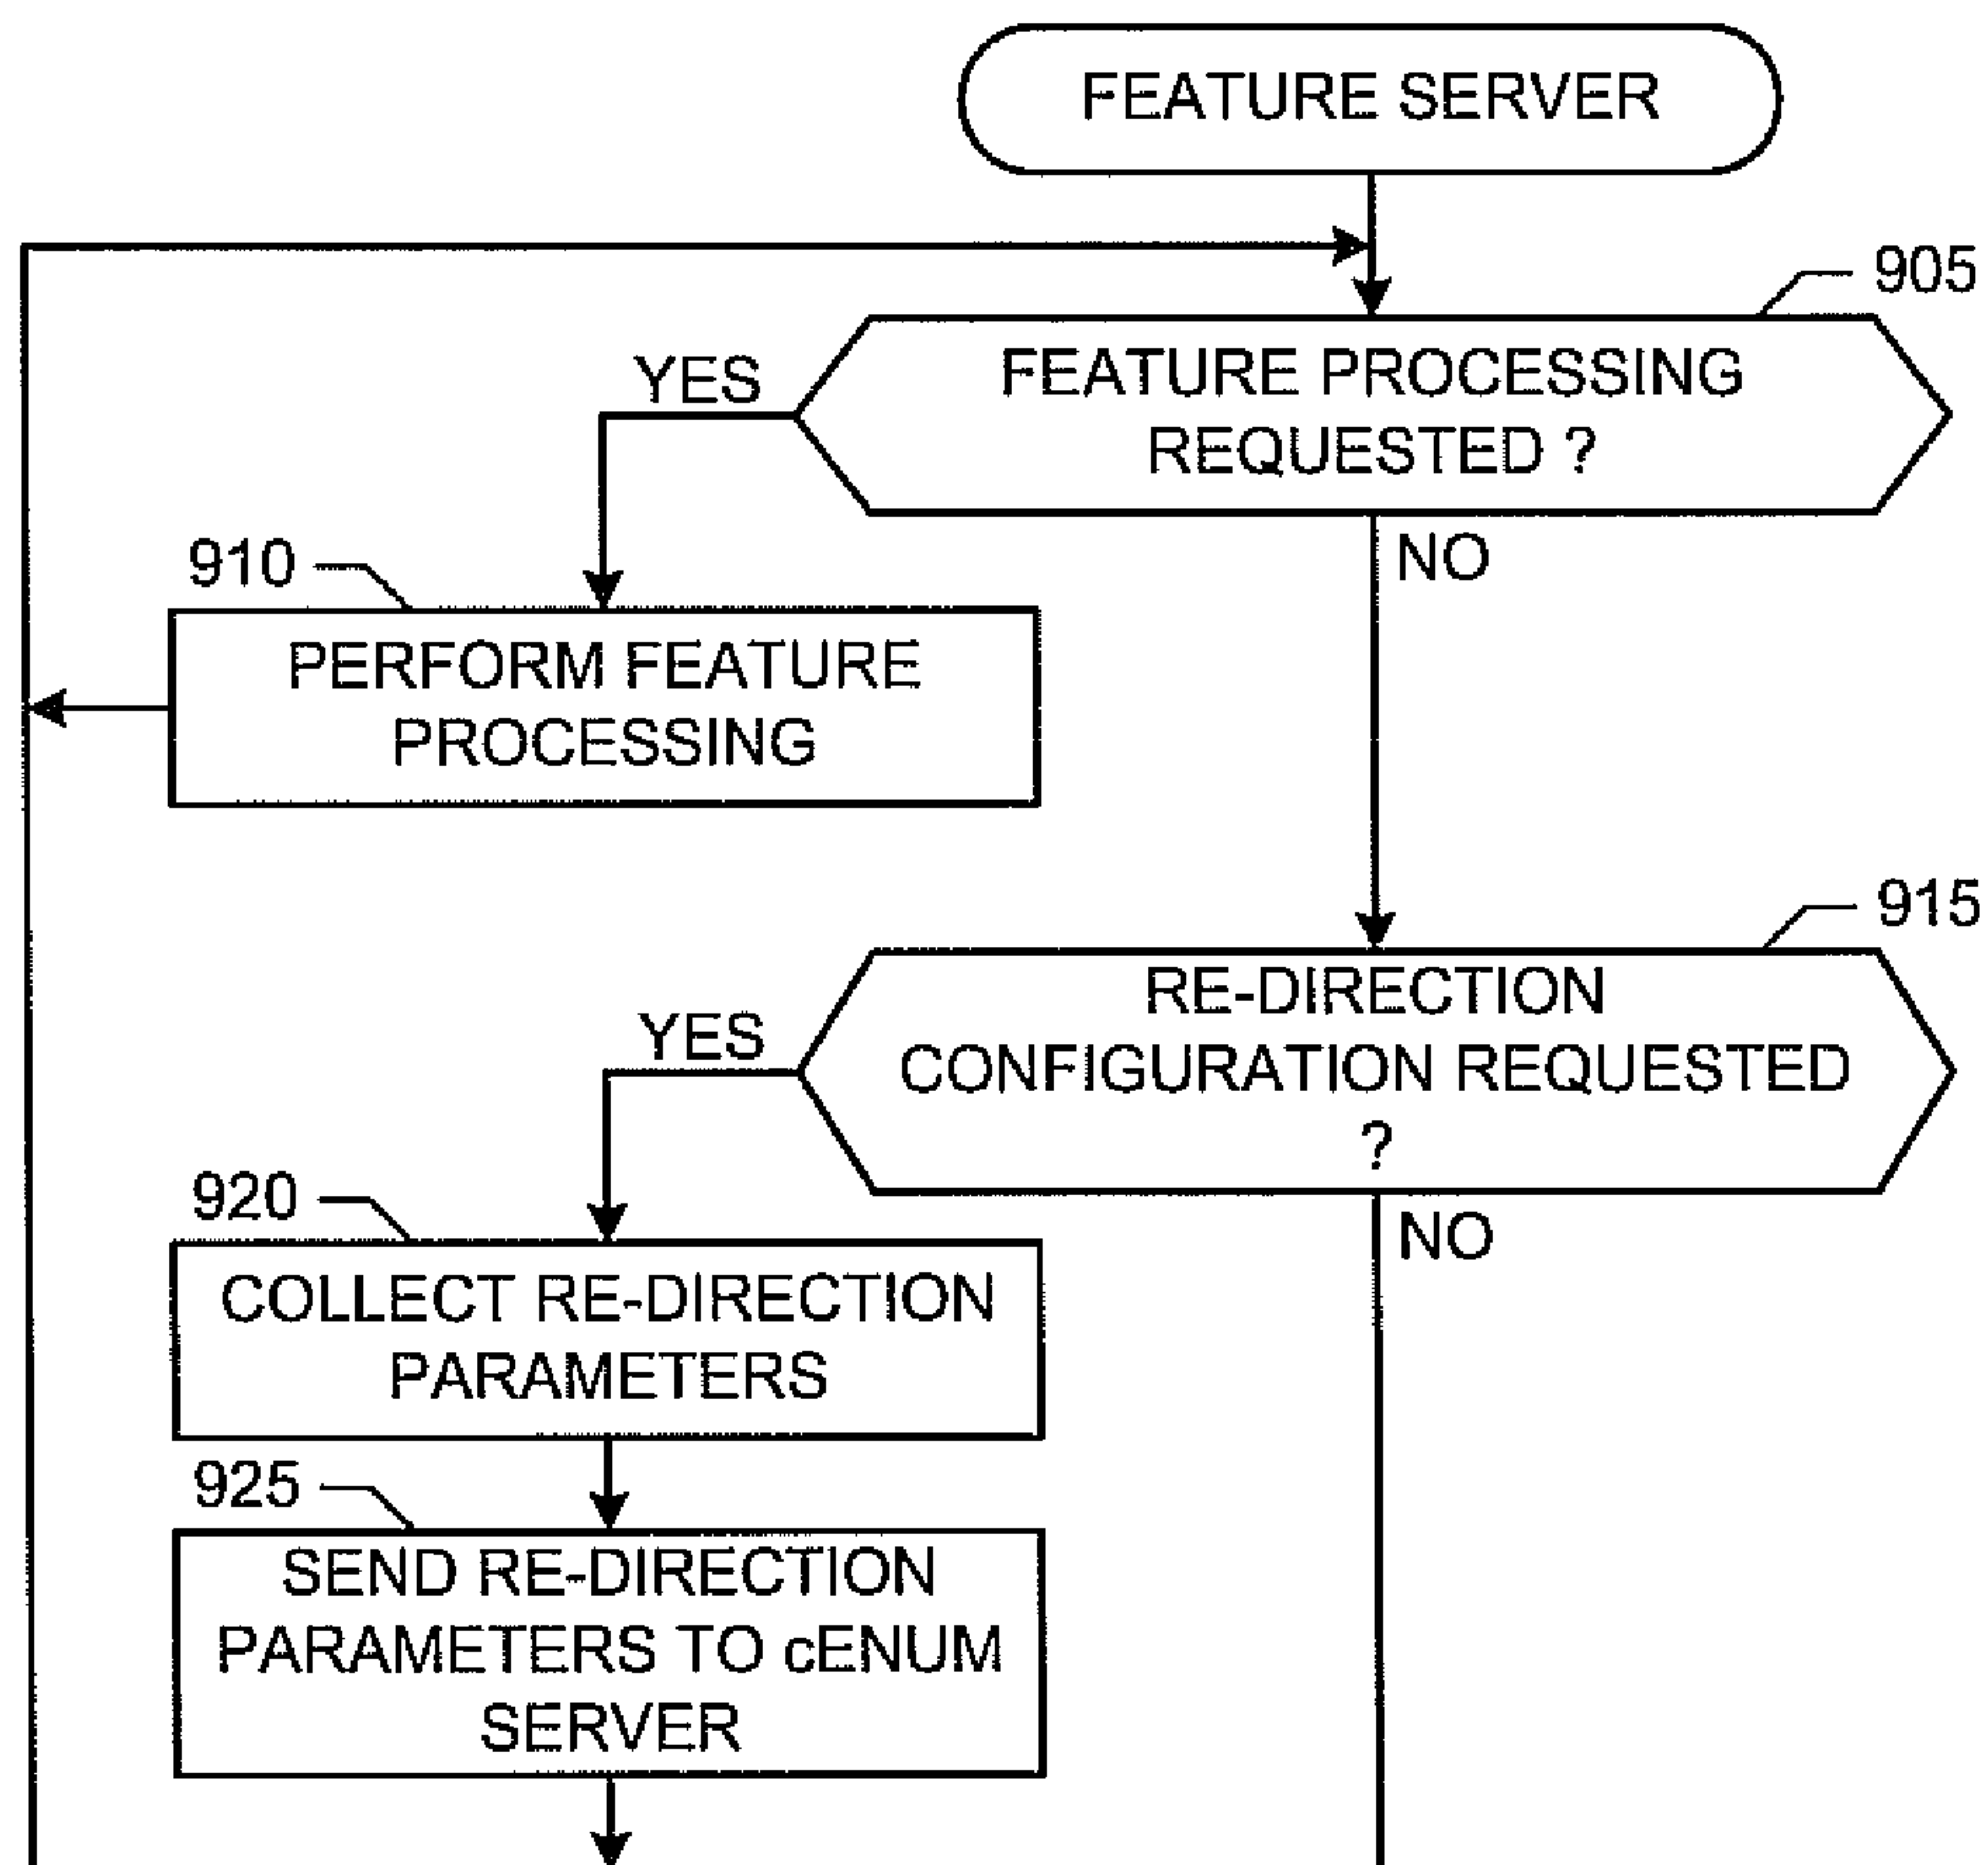 FEATURE SERVER
905
FEATURE PROCESSING
REQUESTED ?
YES
NO
910
PERFORM FEATURE
PROCESSING
915
RE-DIRECTION
CONFIGURATION REQUESTED
?
YES
NO
920
COLLECT RE-DIRECTION
PARAMETERS
925
SEND RE-DIRECTION
PARAMETERS TO cENUM
SERVER